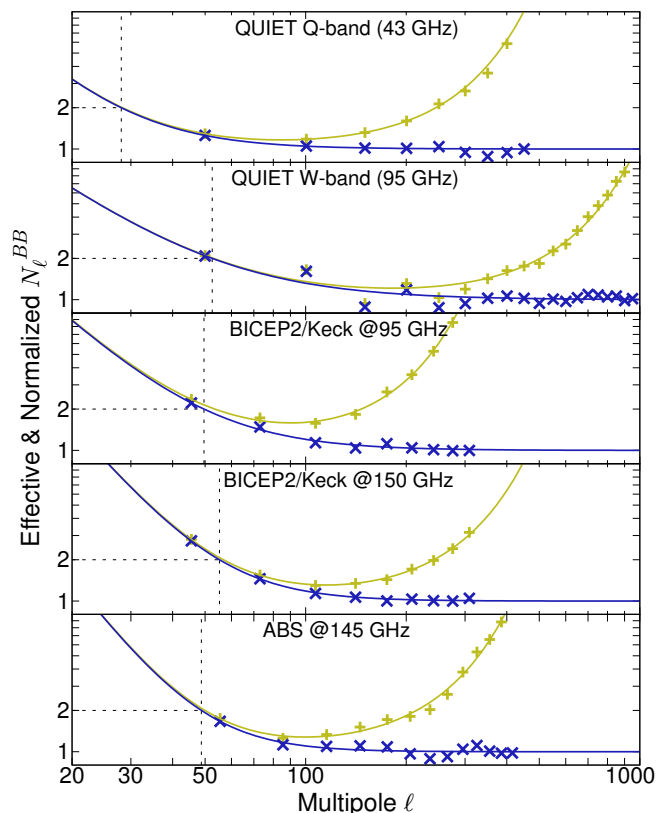 QUIET Q-band (43 GHz)
2
1
QUIET W-band (95 GHz)
2
1
BICEP2/Keck @95 GHz
2
1
BICEP2/Keck @150 GHz
2
1
ABS @145 GHz
2
1
20
50
100
200
500
1000
Multipole ℓ
Effective & Normalized N_ℓ^{BB}